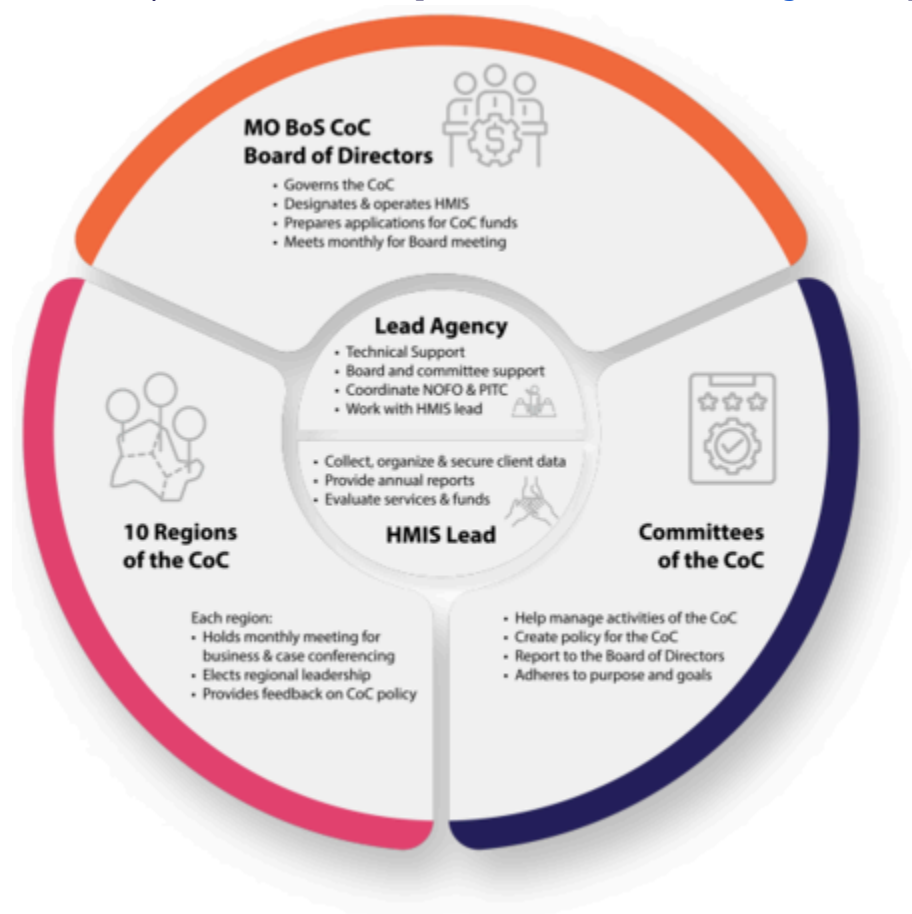 MO BoS CoC
Board of Directors
• Governs the CoC
• Designates & operates HMIS
• Prepares applications for CoC funds
• Meets monthly for Board meeting
Lead Agency
• Technical Support
• Board and committee support
• Coordinate NOFO & PITC
• Work with HMIS lead
• Collect, organize & secure client data
• Provide annual reports
• Evaluate services & funds
HMIS Lead
10 Regions
of the CoC
Each region:
• Holds monthly meeting for
business & case conferencing
• Elects regional leadership
• Provides feedback on CoC policy
Committees
of the CoC
• Help manage activities of the CoC
• Create policy for the CoC
• Report to the Board of Directors
• Adheres to purpose and goals